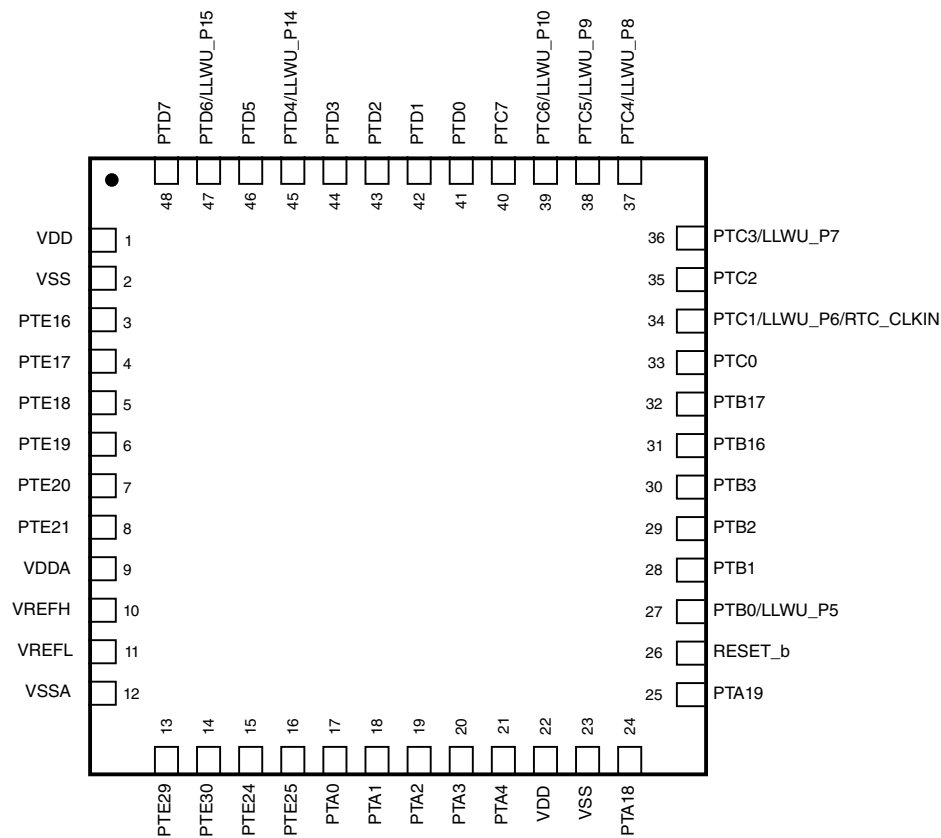 PTD7
PTD6/LLWU_P15
PTD5
PTD4/LLWU_P14
PTD3
PTD2
PTD1
PTD0
PTC7
PTC6/LLWU_P10
PTC5/LLWU_P9
PTC4/LLWU_P8
48
47
46
45
44
43
42
41
40
39
38
37
VDD 1
VSS 2
PTE16 3
PTE17 4
PTE18 5
PTE19 6
PTE20 7
PTE21 8
VDDA 9
VREFH 10
VREFL 11
VSSA 12
36 PTC3/LLWU_P7
35 PTC2
34 PTC1/LLWU_P6/RTC_CLKIN
33 PTC0
32 PTB17
31 PTB16
30 PTB3
29 PTB2
28 PTB1
27 PTB0/LLWU_P5
26 RESET_b
25 PTA19
13
14
15
16
17
18
19
20
21
22
23
24
PTE29
PTE30
PTE24
PTE25
PTA0
PTA1
PTA2
PTA3
PTA4
VDD
VSS
PTA18